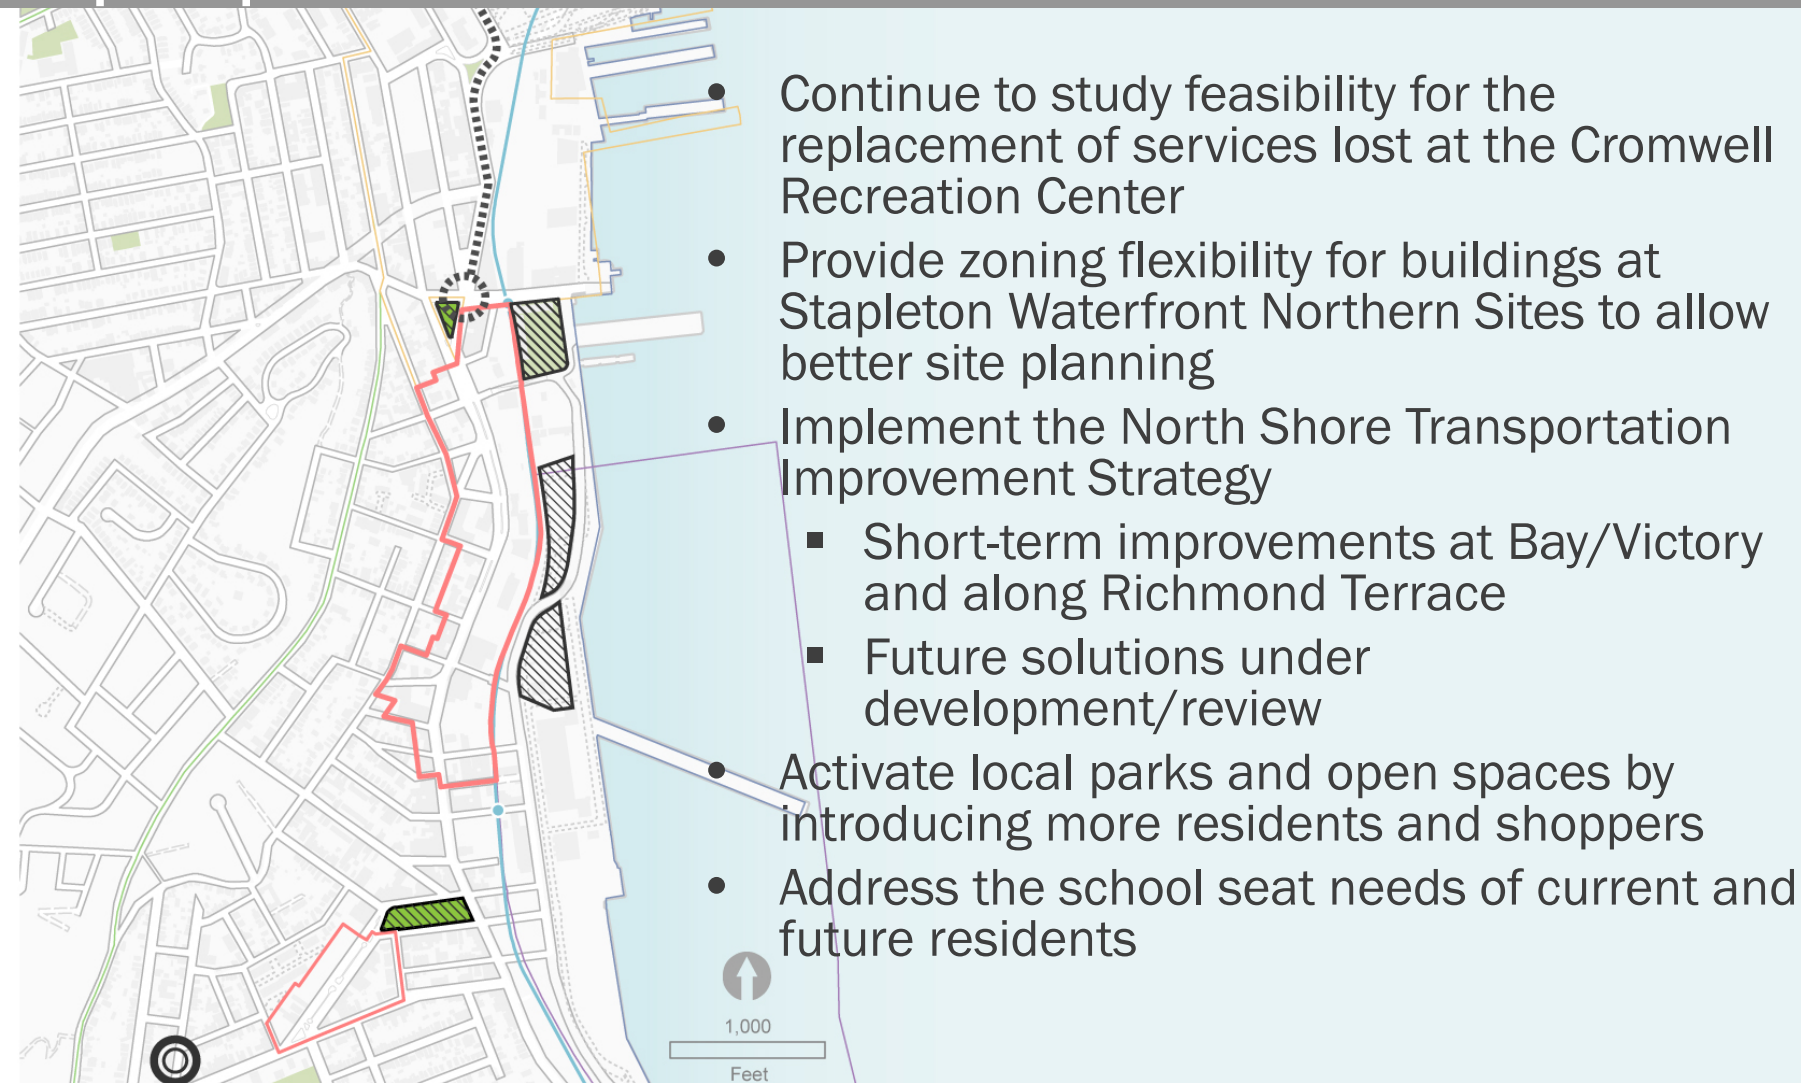 • Continue to study feasibility for the
replacement of services lost at the Cromwell
Recreation Center
• Provide zoning flexibility for buildings at
Stapleton Waterfront Northern Sites to allow
better site planning
• Implement the North Shore Transportation
Improvement Strategy
▪ Short-term improvements at Bay/Victory
and along Richmond Terrace
▪ Future solutions under
development/review
• Activate local parks and open spaces by
introducing more residents and shoppers
• Address the school seat needs of current and
future residents
1,000
Feet